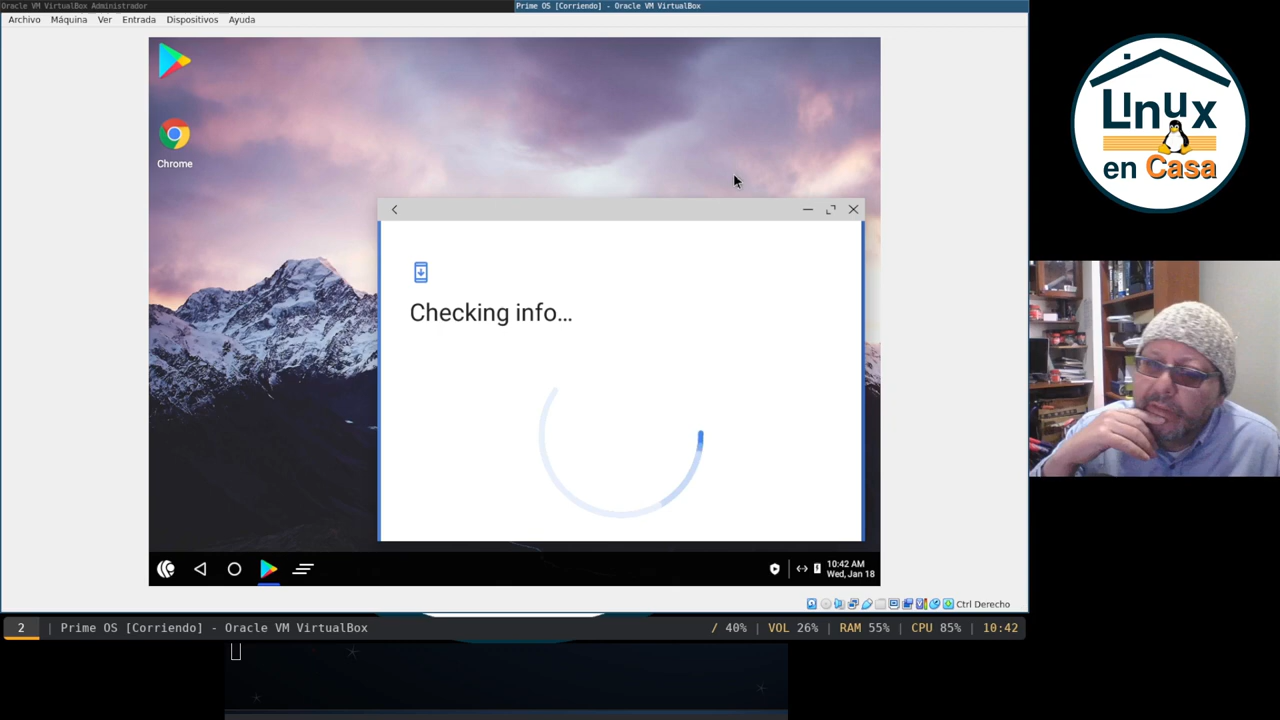 Oracle VM VirtualBox Administrador
Prime OS [Corriendo] - Oracle VM VirtualBox
Archivo Máquina Ver Entrada Dispositivos Ayuda
Chrome
Checking info...
10:42 AM
Wed, Jan 18
Ctrl Derecho
2 | Prime OS [Corriendo] - Oracle VM VirtualBox
/ 40% | VOL 26% | RAM 55% | CPU 85% | 10:42
Linux
en Casa